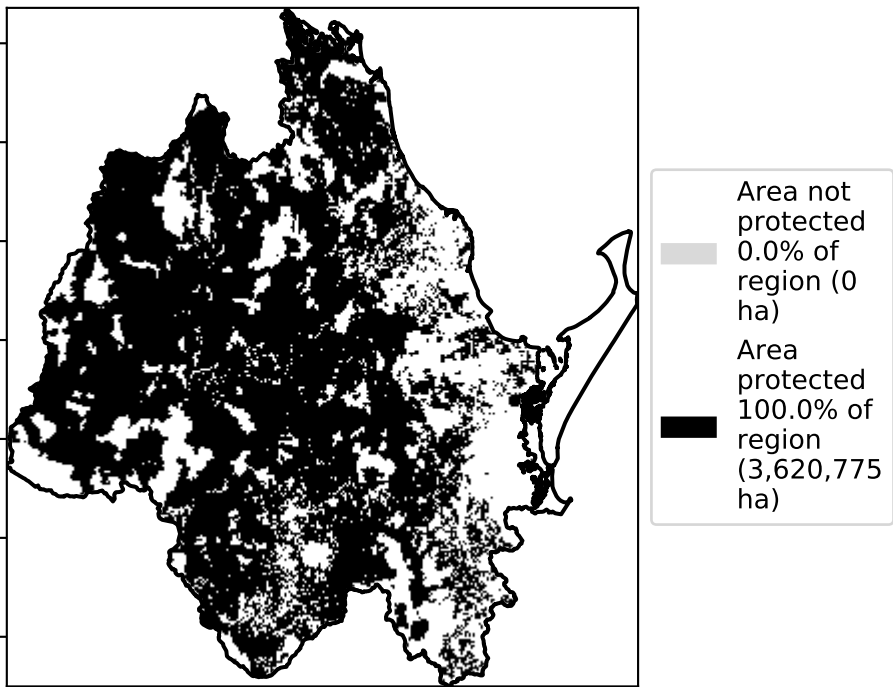 Area not
protected
0.0% of
region (0
ha)
Area
protected
100.0% of
region
(3,620,775
ha)